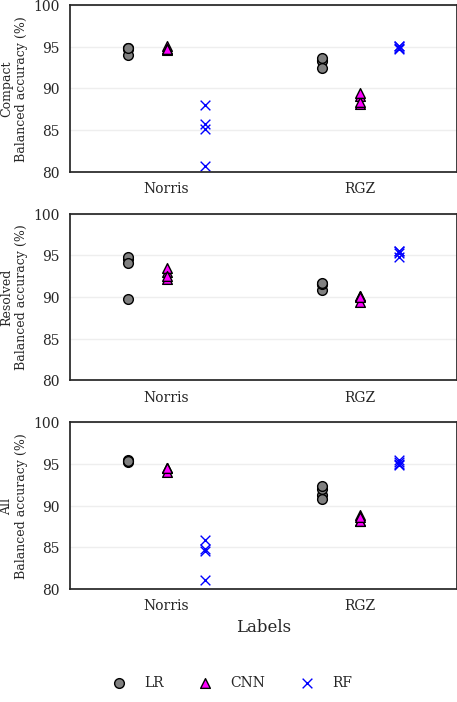 Compact
Balanced accuracy (%)
100
95
90
85
80
Norris RGZ
Resolved
Balanced accuracy (%)
100
95
90
85
80
Norris RGZ
All
Balanced accuracy (%)
100
95
90
85
80
Norris RGZ
Labels
LR CNN RF